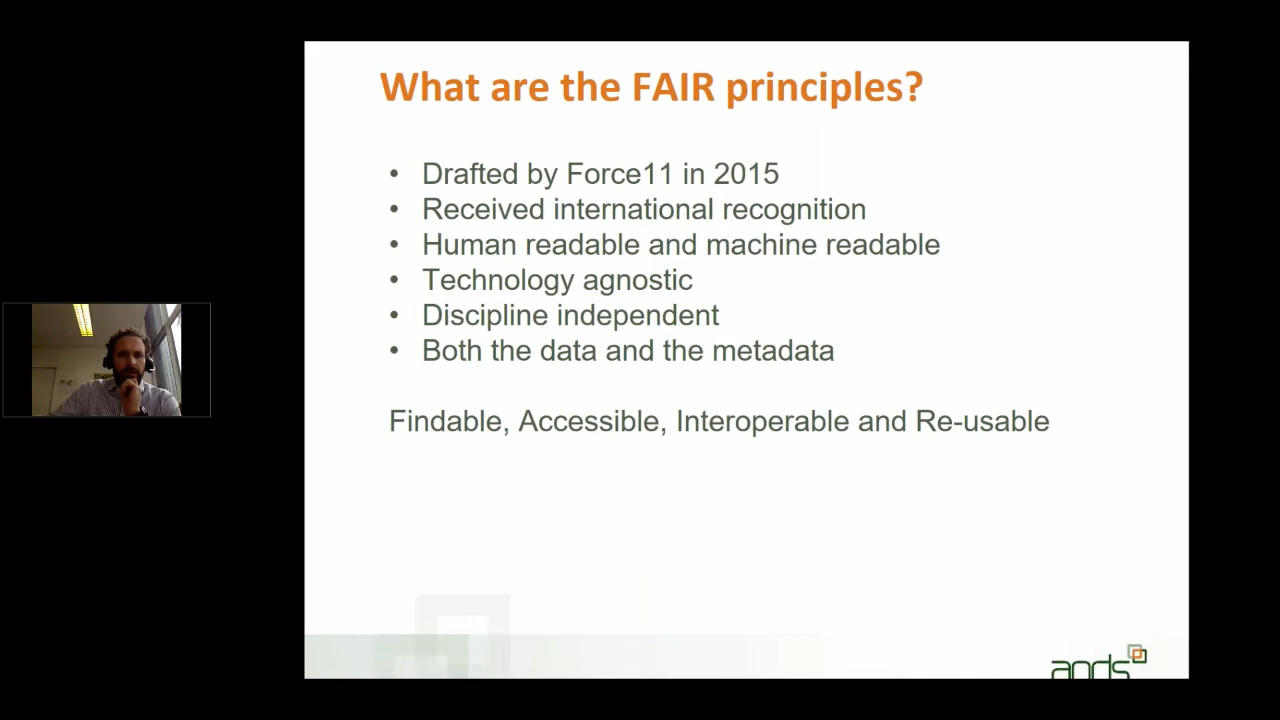 What are the FAIR principles?
• Drafted by Force11 in 2015
• Received international recognition
• Human readable and machine readable
• Technology agnostic
• Discipline independent
• Both the data and the metadata
Findable, Accessible, Interoperable and Re-usable
ands